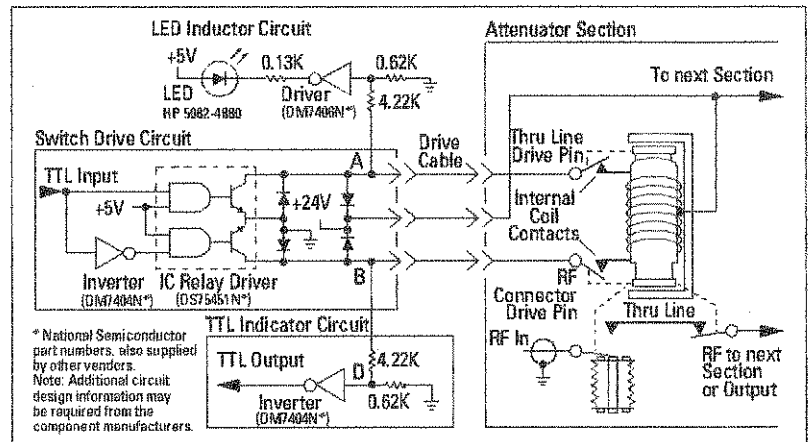 LED Inductor Circuit
+5V
0.13K
0.62K
LED
HP 5082-4880
Driver
(DM7406N*)
4.22K
Attenuator Section
To next Section
Switch Drive Circuit
TTL Input
+5V
Inverter
(DM7404N*)
IC Relay Driver
(DS75451N*)
+24V
A
B
Drive
Cable
Thru Line
Drive Pin
Internal
Coil
Contacts
RF
Connector
Drive Pin
Thru Line
RF In
RF to next
Section
or Output
* National Semiconductor
part numbers, also supplied
by other vendors.
Note: Additional circuit
design information may
be required from the
component manufacturers.
TTL Indicator Circuit
TTL Output
D
4.22K
Inverter
(DM7404N*)
0.62K